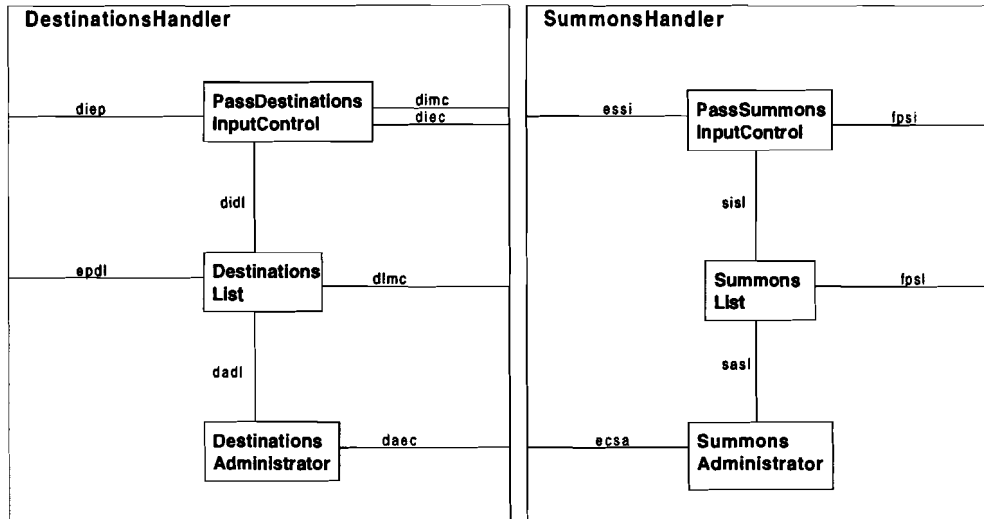 DestinationsHandler
PassDestinations
InputControl
diep
dimc
diec
didl
Destinations
List
epdl
dlmc
dadl
Destinations
Administrator
daec
SummonsHandler
PassSummons
InputControl
essi
fpsi
sisl
Summons
List
fpsl
sasl
Summons
Administrator
ecsa